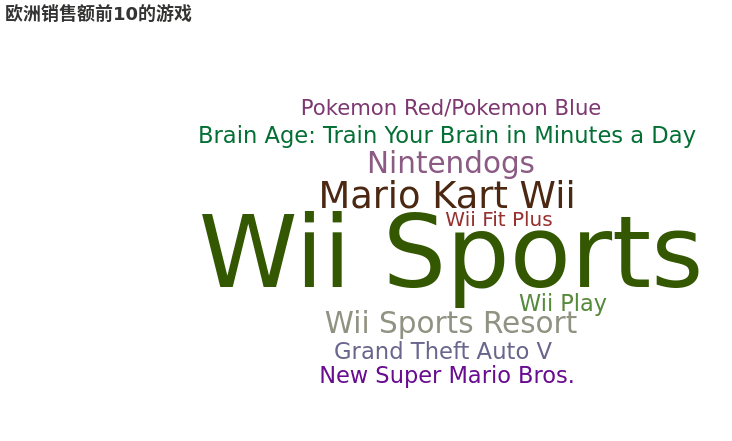 欧洲销售额前10的游戏
Pokemon Red/Pokemon Blue
Brain Age: Train Your Brain in Minutes a Day
Nintendogs
Mario Kart Wii
Wii Fit Plus
Wii Sports
Wii Play
Wii Sports Resort
Grand Theft Auto V
New Super Mario Bros.